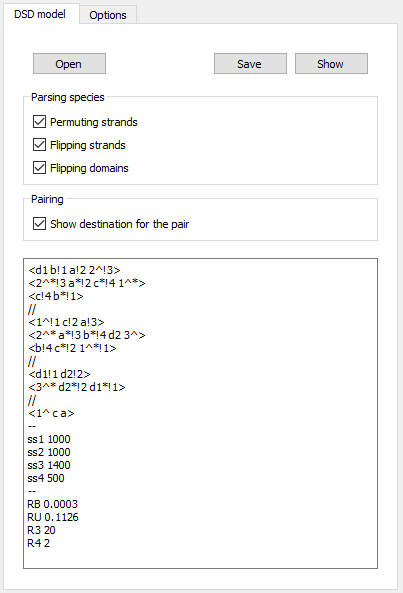 DSD model Options
Open Save Show
Parsing species
Permuting strands
Flipping strands
Flipping domains
Pairing
Show destination for the pair
<d1 b!1 a!2 2^!3>
<2^*!3 a*!2 c*!4 1^*>
<c!4 b*!1>
//
<1^!1 c!2 a!3>
<2^* a*!3 b*!4 d2 3^>
<b!4 c*!2 1^*!1>
//
<d1!1 d2!2>
<3^* d2*!2 d1*!1>
//
<1^ c a>
--
ss1 1000
ss2 1000
ss3 1400
ss4 500
--
RB 0.0003
RU 0.1126
R3 20
R4 2